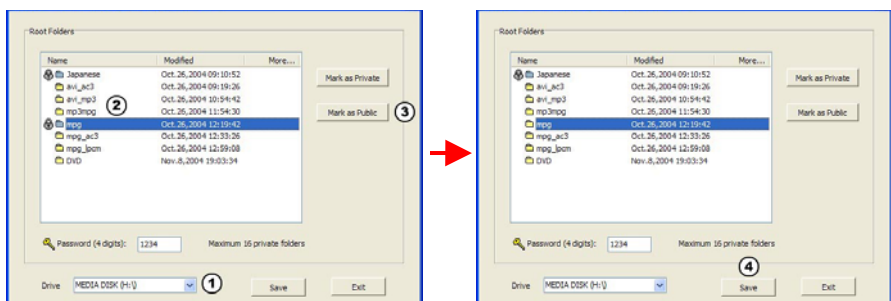 Root Folders
Name Modified More...
Japanese Oct.26,2004 09:10:52
avi_ac3 Oct.26,2004 09:19:26
Mark as Private
avi_mp3 Oct.26,2004 10:54:42
②
mp3mpg Oct.26,2004 11:54:30
Mark as Public ③
mpg Oct.26,2004 12:19:42
mpg_ac3 Oct.26,2004 12:33:26
mpg_lpcm Oct.26,2004 12:59:08
DVD Nov.8,2004 19:03:34
Password (4 digits): 1234 Maximum 16 private folders
Drive MEDIA DISK (H:\) ① Save Exit
Root Folders
Name Modified More...
Japanese Oct.26,2004 09:10:52
avi_ac3 Oct.26,2004 09:19:26
Mark as Private
avi_mp3 Oct.26,2004 10:54:42
mp3mpg Oct.26,2004 11:54:30
Mark as Public
mpg Oct.26,2004 12:19:42
mpg_ac3 Oct.26,2004 12:33:26
mpg_lpcm Oct.26,2004 12:59:08
DVD Nov.8,2004 19:03:34
Password (4 digits): 1234 Maximum 16 private folders
④
Drive MEDIA DISK (H:\) Save Exit